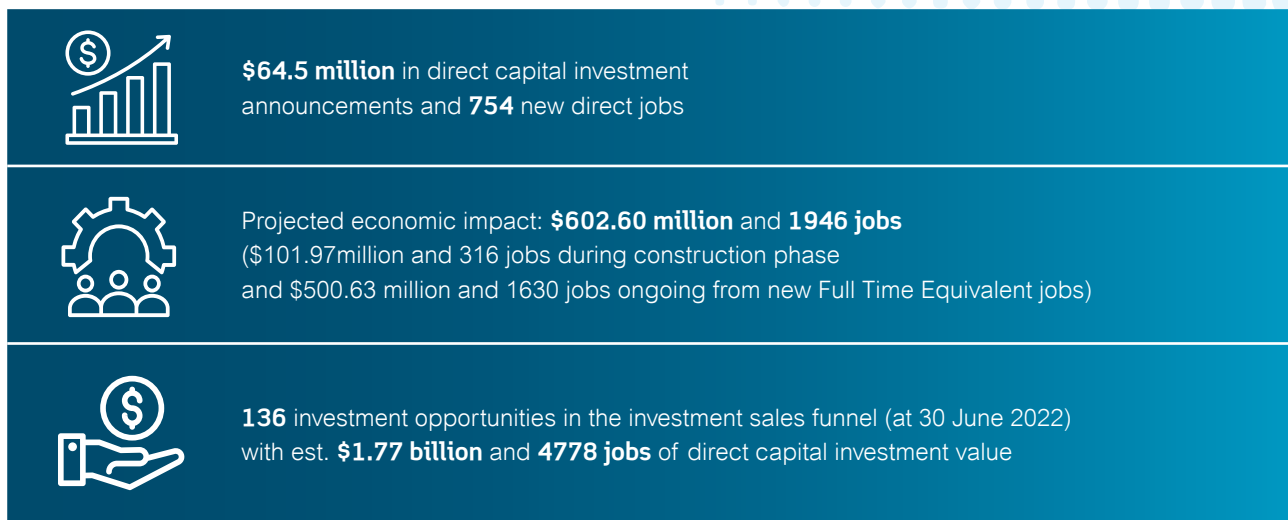 $64.5 million in direct capital investment
announcements and 754 new direct jobs
Projected economic impact: $602.60 million and 1946 jobs
($101.97million and 316 jobs during construction phase
and $500.63 million and 1630 jobs ongoing from new Full Time Equivalent jobs)
136 investment opportunities in the investment sales funnel (at 30 June 2022)
with est. $1.77 billion and 4778 jobs of direct capital investment value